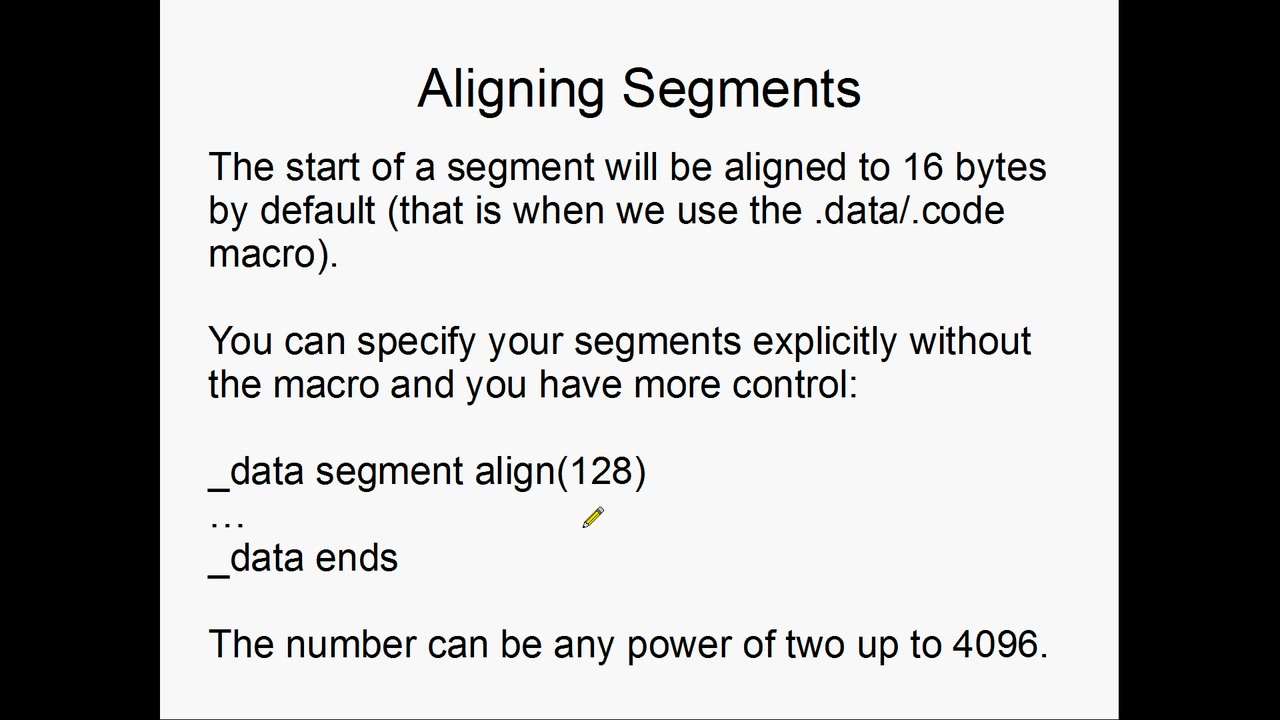 Aligning Segments
The start of a segment will be aligned to 16 bytes
by default (that is when we use the .data/.code
macro).
You can specify your segments explicitly without
the macro and you have more control:
_data segment align(128)
…
_data ends
The number can be any power of two up to 4096.